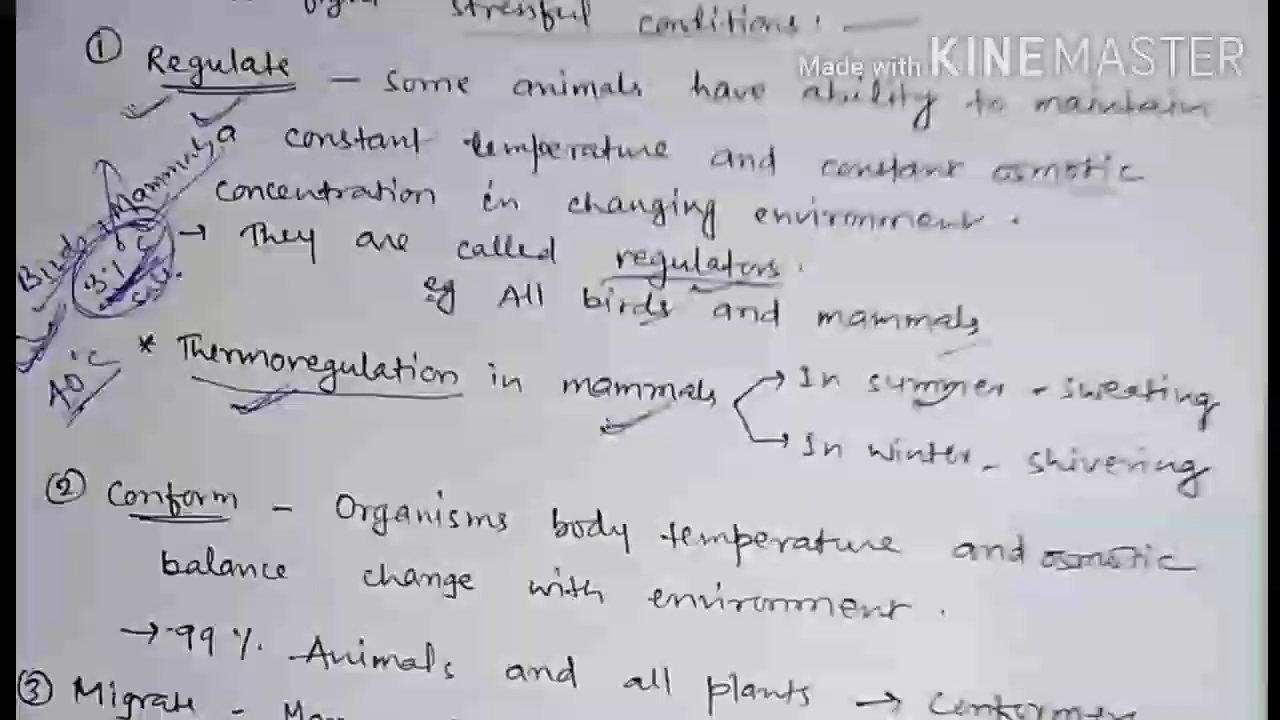 stressful conditions:
Made with KINEMASTER
① Regulate - Some animals have ability to maintain
a constant temperature and constant osmotic
concentration in changing environment.
→ They are called regulators.
eg All birds and mammals
Birds, Mammals
40°C
* Thermoregulation in mammals → In summer - sweating
→ In winter - shivering
② Conform - Organisms body temperature and osmotic
balance change with environment.
→ 99% Animals and all plants →
③ Migrate -